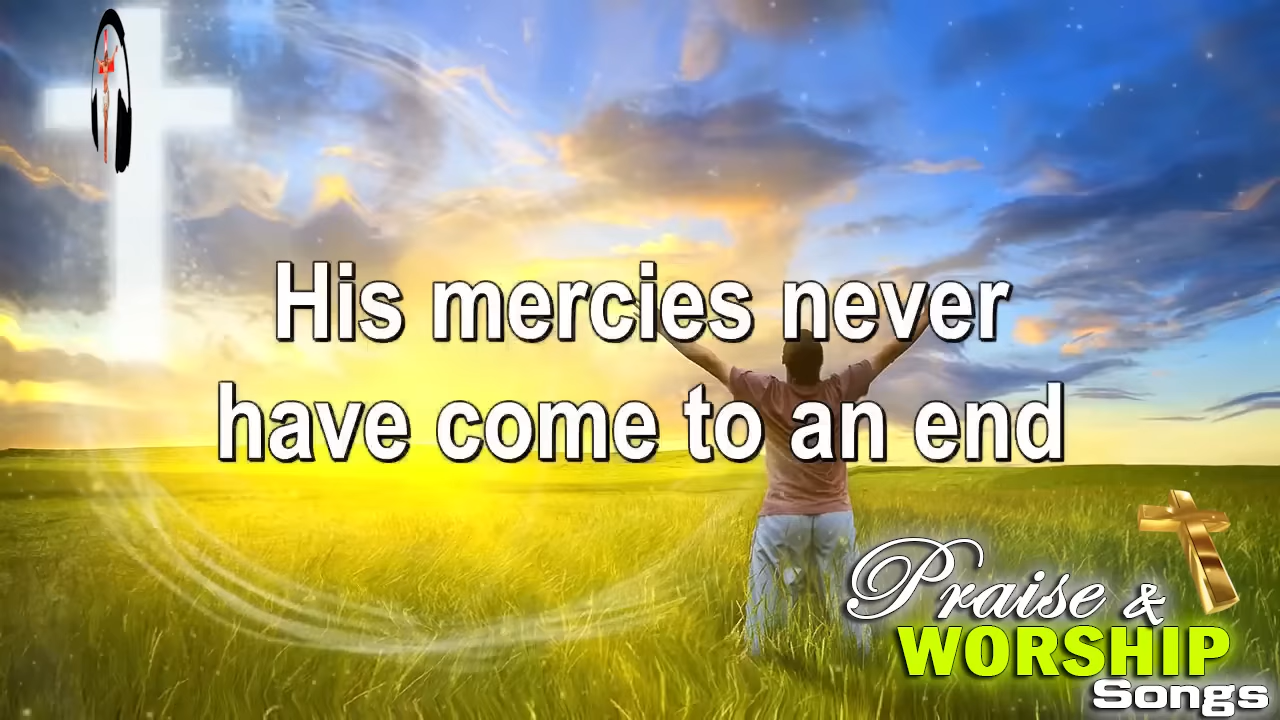 His mercies never
have come to an end
Praise &
WORSHIP
Songs